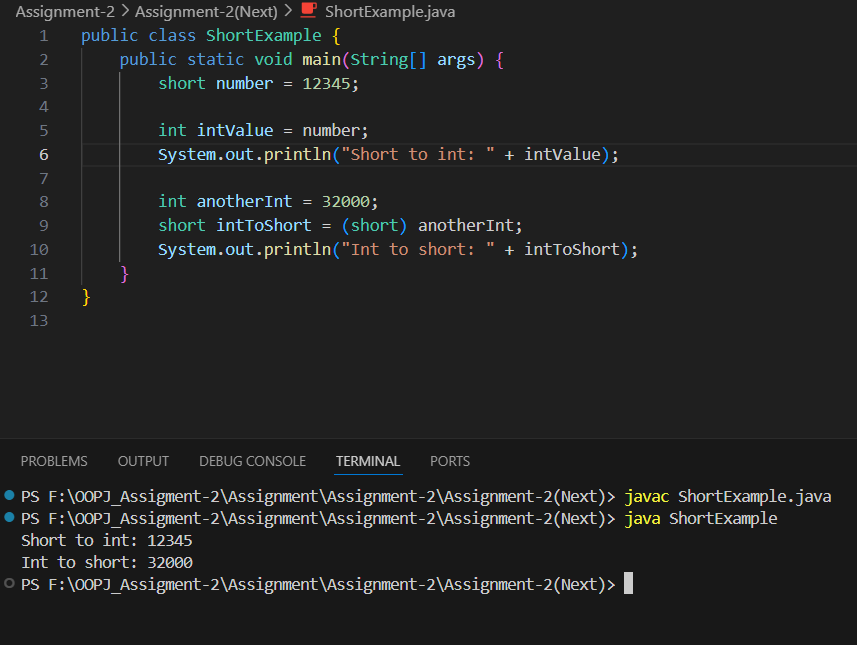 Assignment-2 > Assignment-2(Next) > ShortExample.java
1 public class ShortExample {
2     public static void main(String[] args) {
3         short number = 12345;
4
5         int intValue = number;
6         System.out.println("Short to int: " + intValue);
7
8         int anotherInt = 32000;
9         short intToShort = (short) anotherInt;
10         System.out.println("Int to short: " + intToShort);
11     }
12 }
13
PROBLEMS OUTPUT DEBUG CONSOLE TERMINAL PORTS
PS F:\OOPJ_Assigment-2\Assignment\Assignment-2\Assignment-2(Next)> javac ShortExample.java
PS F:\OOPJ_Assigment-2\Assignment\Assignment-2\Assignment-2(Next)> java ShortExample
Short to int: 12345
Int to short: 32000
PS F:\OOPJ_Assigment-2\Assignment\Assignment-2\Assignment-2(Next)>